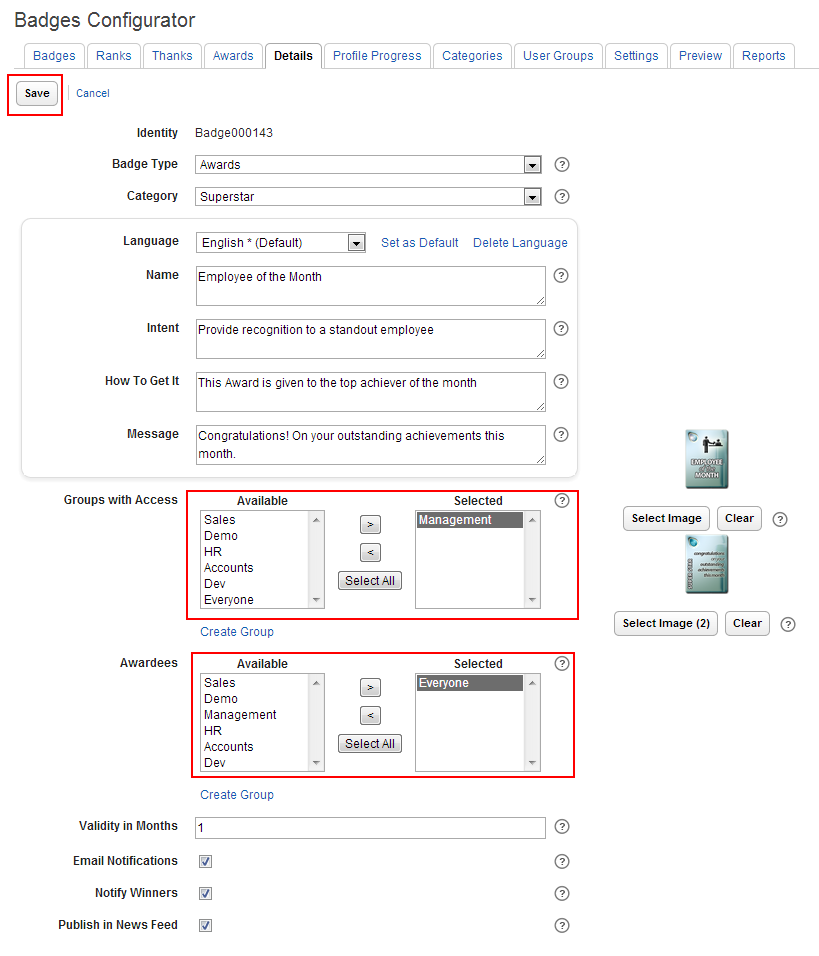 Badges Configurator
Badges Ranks Thanks Awards Details Profile Progress Categories User Groups Settings Preview Reports
Save Cancel
Identity Badge000143
Badge Type Awards ?
Category Superstar ?
Language English * (Default) Set as Default Delete Language
Name Employee of the Month ?
Intent Provide recognition to a standout employee ?
How To Get It This Award is given to the top achiever of the month ?
Message Congratulations! On your outstanding achievements this ?
month.
EMPLOYEE
of the
MONTH
Groups with Access Available Selected ?
Sales > Management
Demo
HR <
Accounts
Dev Select All
Everyone
Select Image Clear ?
congratulations
on your
outstanding
achievements
this month
SUPERSTAR
Select Image (2) Clear ?
Create Group
Awardees Available Selected ?
Sales > Everyone
Demo
Management <
HR
Accounts Select All
Dev
Create Group
Validity in Months 1 ?
Email Notifications ?
Notify Winners ?
Publish in News Feed ?